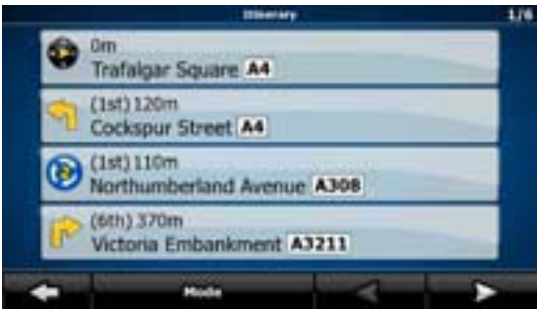 Itinerary
1/6
0m
Trafalgar Square A4
(1st) 120m
Cockspur Street A4
(1st) 110m
Northumberland Avenue A308
(6th) 370m
Victoria Embankment A3211
Mode